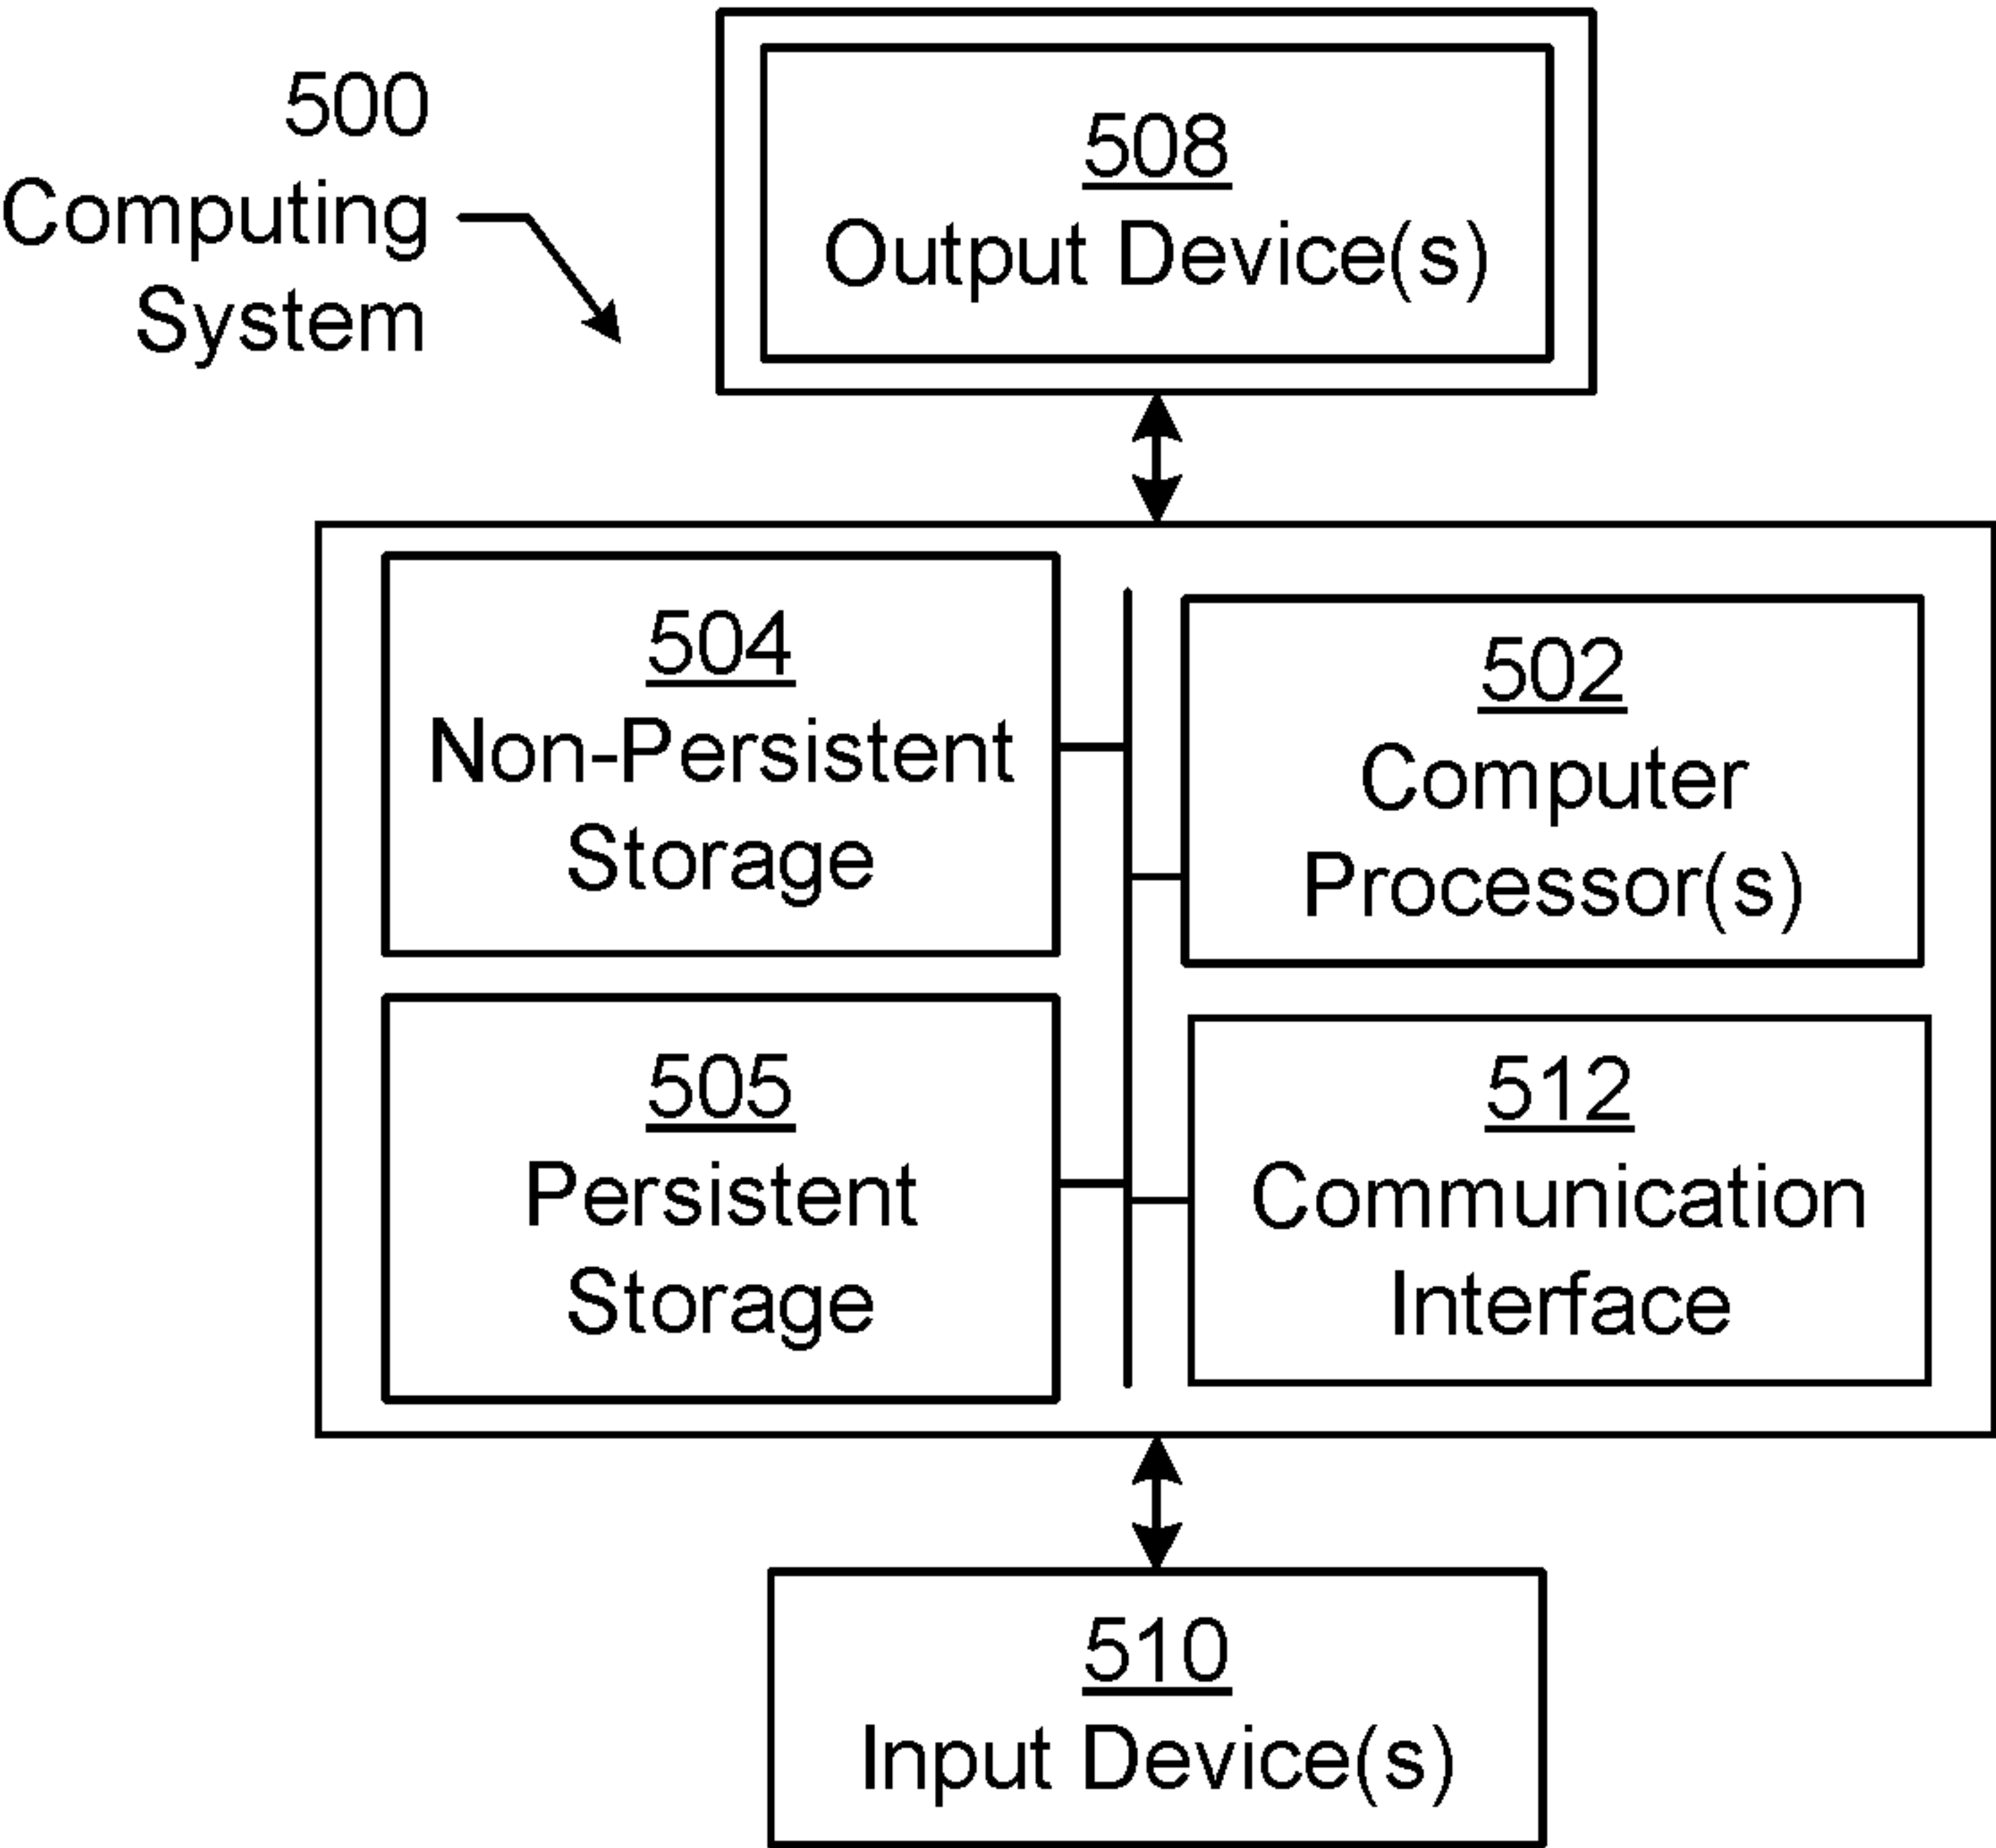 500
Computing
System
508
Output Device(s)
504
Non-Persistent
Storage
502
Computer
Processor(s)
505
Persistent
Storage
512
Communication
Interface
510
Input Device(s)